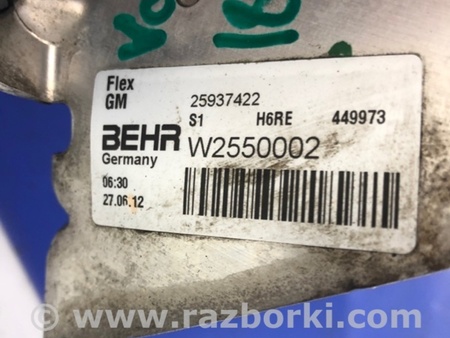 Flex
GM 25937422
S1 H6RE 449973
BEHR W2550002
Germany
06:30
27.06.12
www.razborki.com